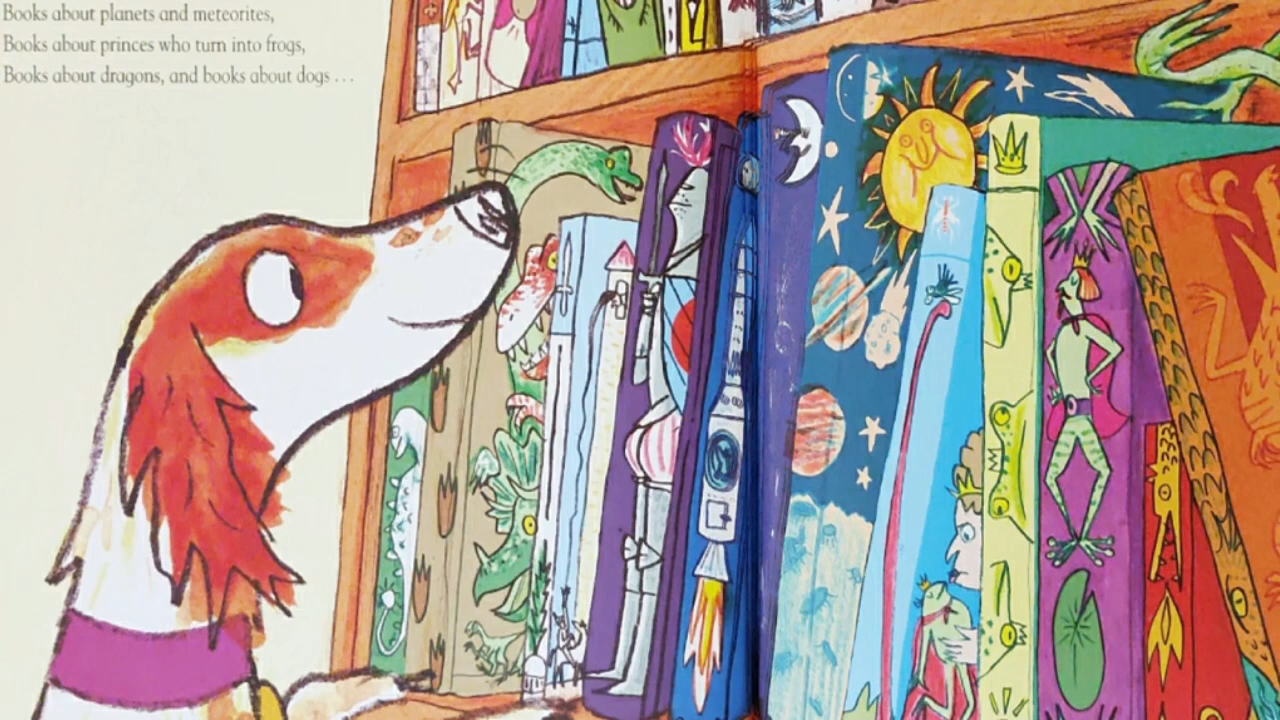 Books about planets and meteorites,
Books about princes who turn into frogs,
Books about dragons, and books about dogs . . .